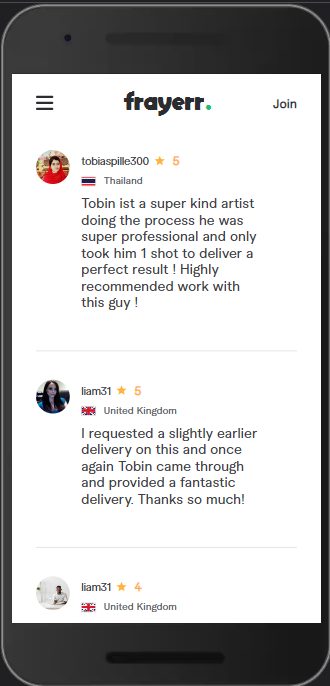 frayerr.
Join
tobiaspille300 ★ 5
Thailand
Tobin ist a super kind artist
doing the process he was
super professional and only
took him 1 shot to deliver a
perfect result ! Highly
recommended work with
this guy !
liam31 ★ 5
United Kingdom
I requested a slightly earlier
delivery on this and once
again Tobin came through
and provided a fantastic
delivery. Thanks so much!
liam31 ★ 4
United Kingdom